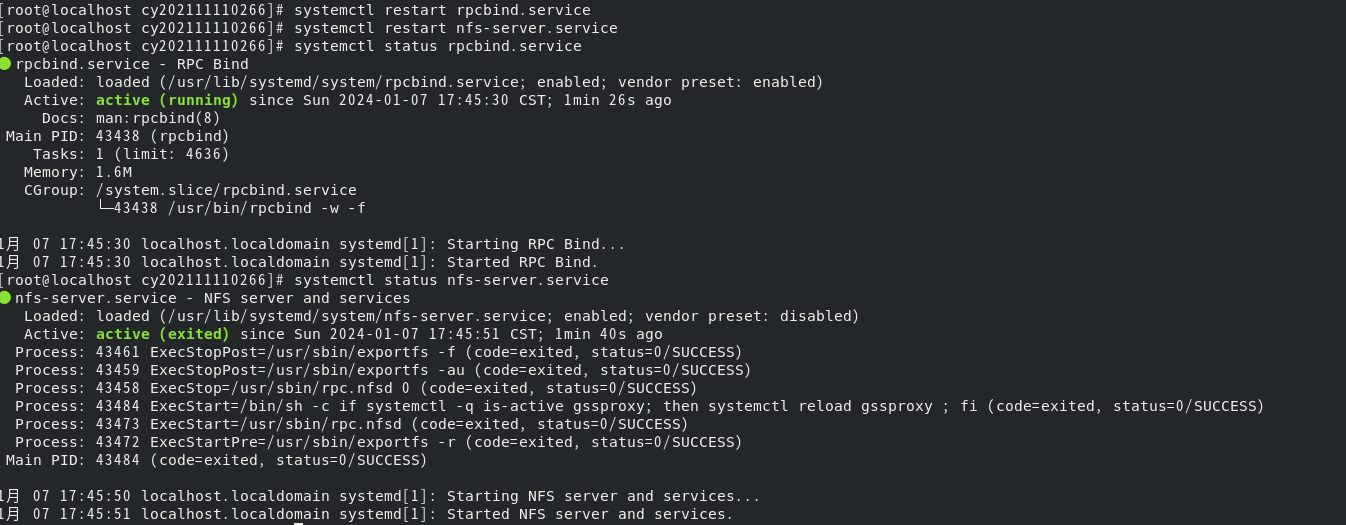 [root@localhost cy202111110266]# systemctl restart rpcbind.service
[root@localhost cy202111110266]# systemctl restart nfs-server.service
[root@localhost cy202111110266]# systemctl status rpcbind.service
● rpcbind.service - RPC Bind
   Loaded: loaded (/usr/lib/systemd/system/rpcbind.service; enabled; vendor preset: enabled)
   Active: active (running) since Sun 2024-01-07 17:45:30 CST; 1min 26s ago
     Docs: man:rpcbind(8)
 Main PID: 43438 (rpcbind)
    Tasks: 1 (limit: 4636)
   Memory: 1.6M
   CGroup: /system.slice/rpcbind.service
           └─43438 /usr/bin/rpcbind -w -f
1月 07 17:45:30 localhost.localdomain systemd[1]: Starting RPC Bind...
1月 07 17:45:30 localhost.localdomain systemd[1]: Started RPC Bind.
[root@localhost cy202111110266]# systemctl status nfs-server.service
● nfs-server.service - NFS server and services
   Loaded: loaded (/usr/lib/systemd/system/nfs-server.service; enabled; vendor preset: disabled)
   Active: active (exited) since Sun 2024-01-07 17:45:51 CST; 1min 40s ago
  Process: 43461 ExecStopPost=/usr/sbin/exportfs -f (code=exited, status=0/SUCCESS)
  Process: 43459 ExecStopPost=/usr/sbin/exportfs -au (code=exited, status=0/SUCCESS)
  Process: 43458 ExecStop=/usr/sbin/rpc.nfsd 0 (code=exited, status=0/SUCCESS)
  Process: 43484 ExecStart=/bin/sh -c if systemctl -q is-active gssproxy; then systemctl reload gssproxy ; fi (code=exited, status=0/SUCCESS)
  Process: 43473 ExecStart=/usr/sbin/rpc.nfsd (code=exited, status=0/SUCCESS)
  Process: 43472 ExecStartPre=/usr/sbin/exportfs -r (code=exited, status=0/SUCCESS)
 Main PID: 43484 (code=exited, status=0/SUCCESS)
1月 07 17:45:50 localhost.localdomain systemd[1]: Starting NFS server and services...
1月 07 17:45:51 localhost.localdomain systemd[1]: Started NFS server and services.